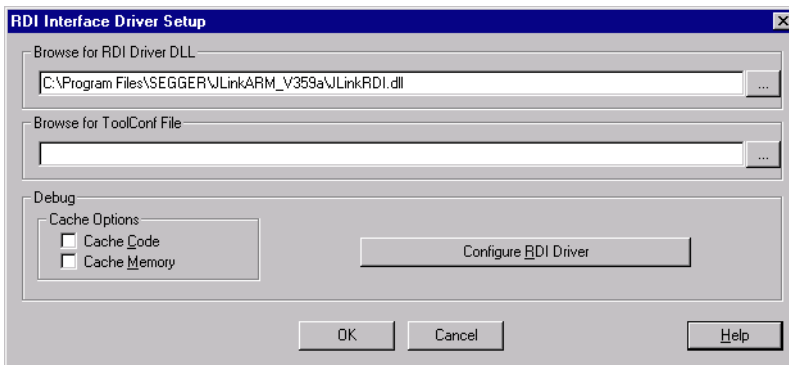 RDI Interface Driver Setup
Browse for RDI Driver DLL
C:\Program Files\SEGGER\JLinkARM_V359a\JLinkRDI.dll
...
Browse for ToolConf File
...
Debug
Cache Options
Cache Code
Cache Memory
Configure RDI Driver
OK
Cancel
Help